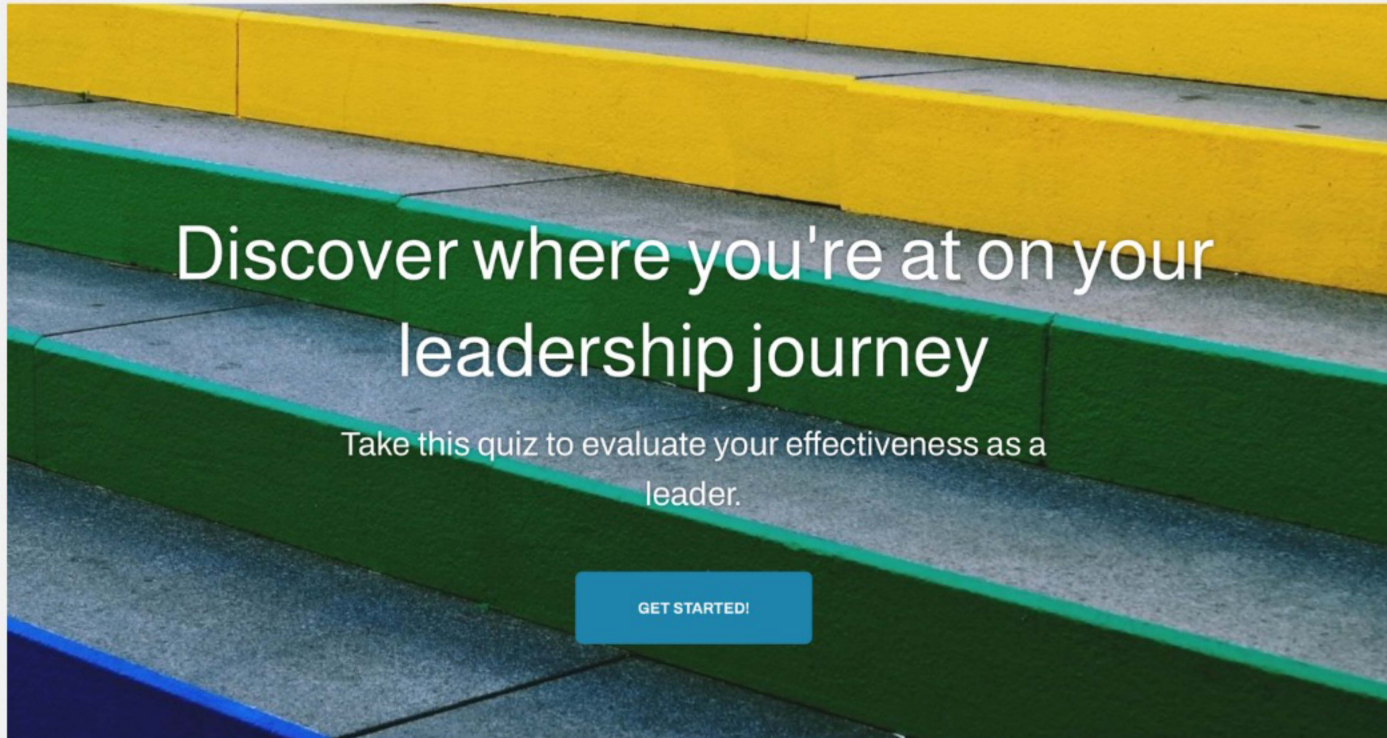 Discover where you're at on your
leadership journey
Take this quiz to evaluate your effectiveness as a
leader.
GET STARTED!